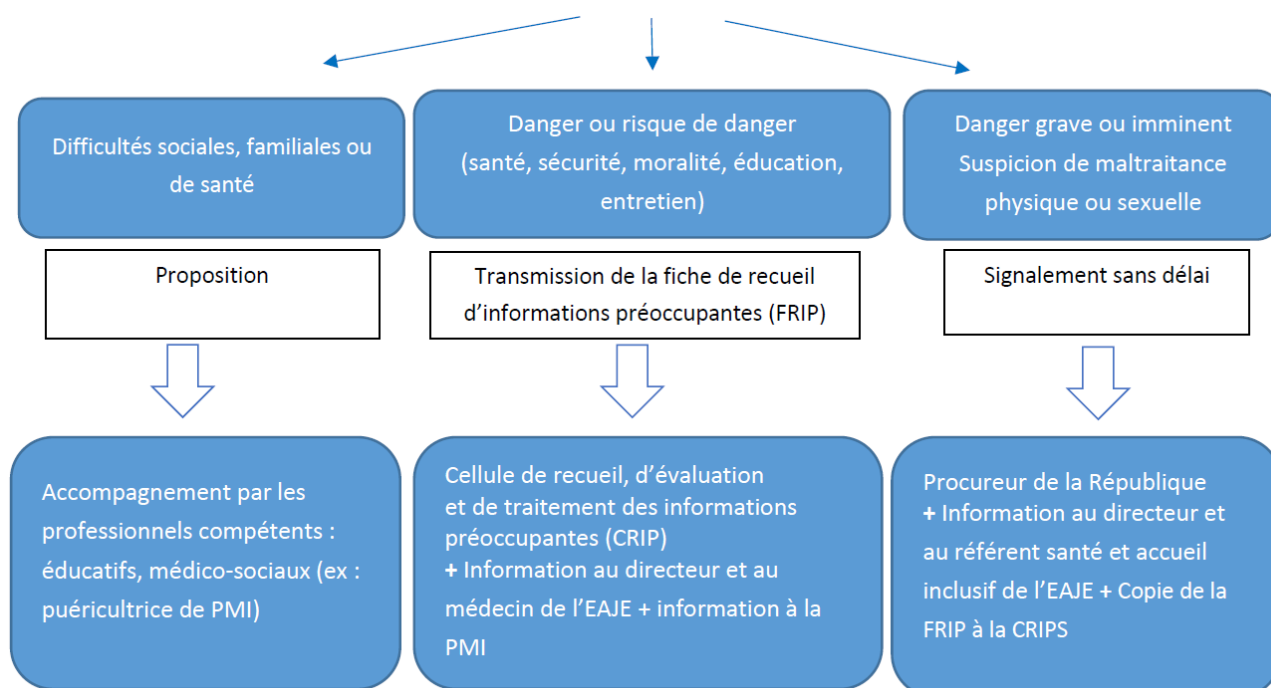 Difficultés sociales, familiales ou
de santé
Danger ou risque de danger
(santé, sécurité, moralité, éducation,
entretien)
Danger grave ou imminent
Suspicion de maltraitance
physique ou sexuelle
Proposition
Transmission de la fiche de recueil
d’informations préoccupantes (FRIP)
Signalement sans délai
Accompagnement par les
professionnels compétents :
éducatifs, médico-sociaux (ex :
puéricultrice de PMI)
Cellule de recueil, d’évaluation
et de traitement des informations
préoccupantes (CRIP)
+ Information au directeur et au
médecin de l’EAJE + information à la
PMI
Procureur de la République
+ Information au directeur et
au référent santé et accueil
inclusif de l’EAJE + Copie de la
FRIP à la CRIPS